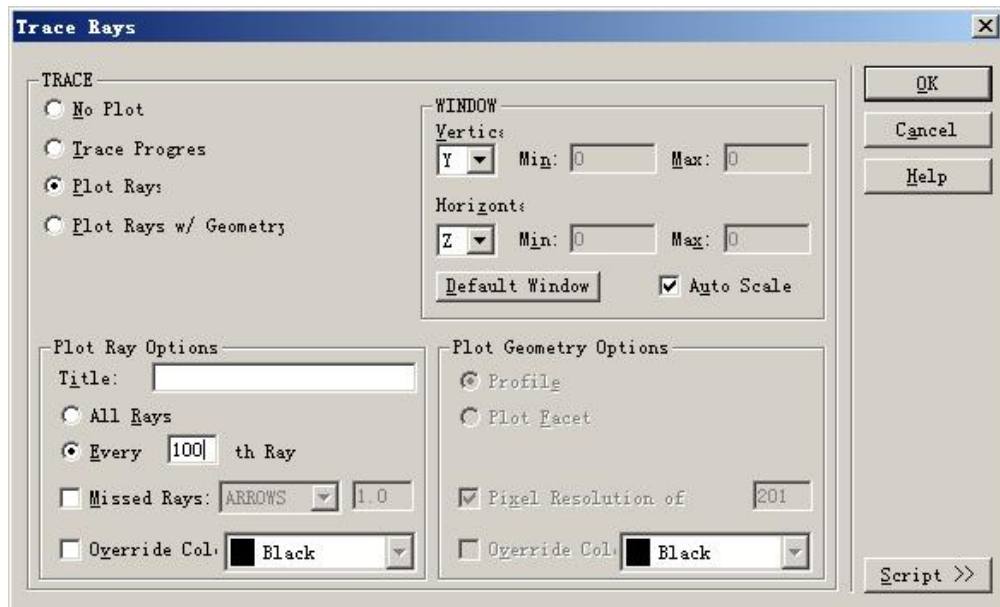 Trace Rays
TRACE
No Plot
Trace Progres
Plot Rays
Plot Rays w/ Geometry
WINDOW
Vertica
Y Min: 0 Max: 0
Horizonta
Z Min: 0 Max: 0
Default Window Auto Scale
Plot Ray Options
Title:
All Rays
Every 100 th Ray
Missed Rays: ARROWS 1.0
Override Col Black
Plot Geometry Options
Profile
Plot Facet
Pixel Resolution of 201
Override Col Black
OK
Cancel
Help
Script >>